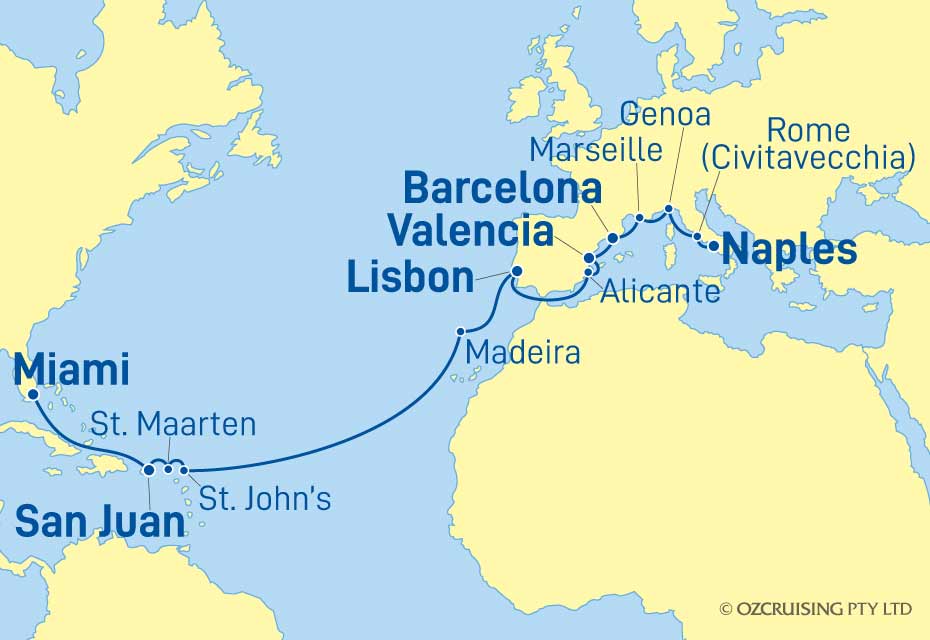 Genoa
Marseille
Rome
(Civitavecchia)
Barcelona
Valencia
Naples
Lisbon
Alicante
Madeira
Miami
St. Maarten
St. John's
San Juan
© OZCRUISING PTY LTD